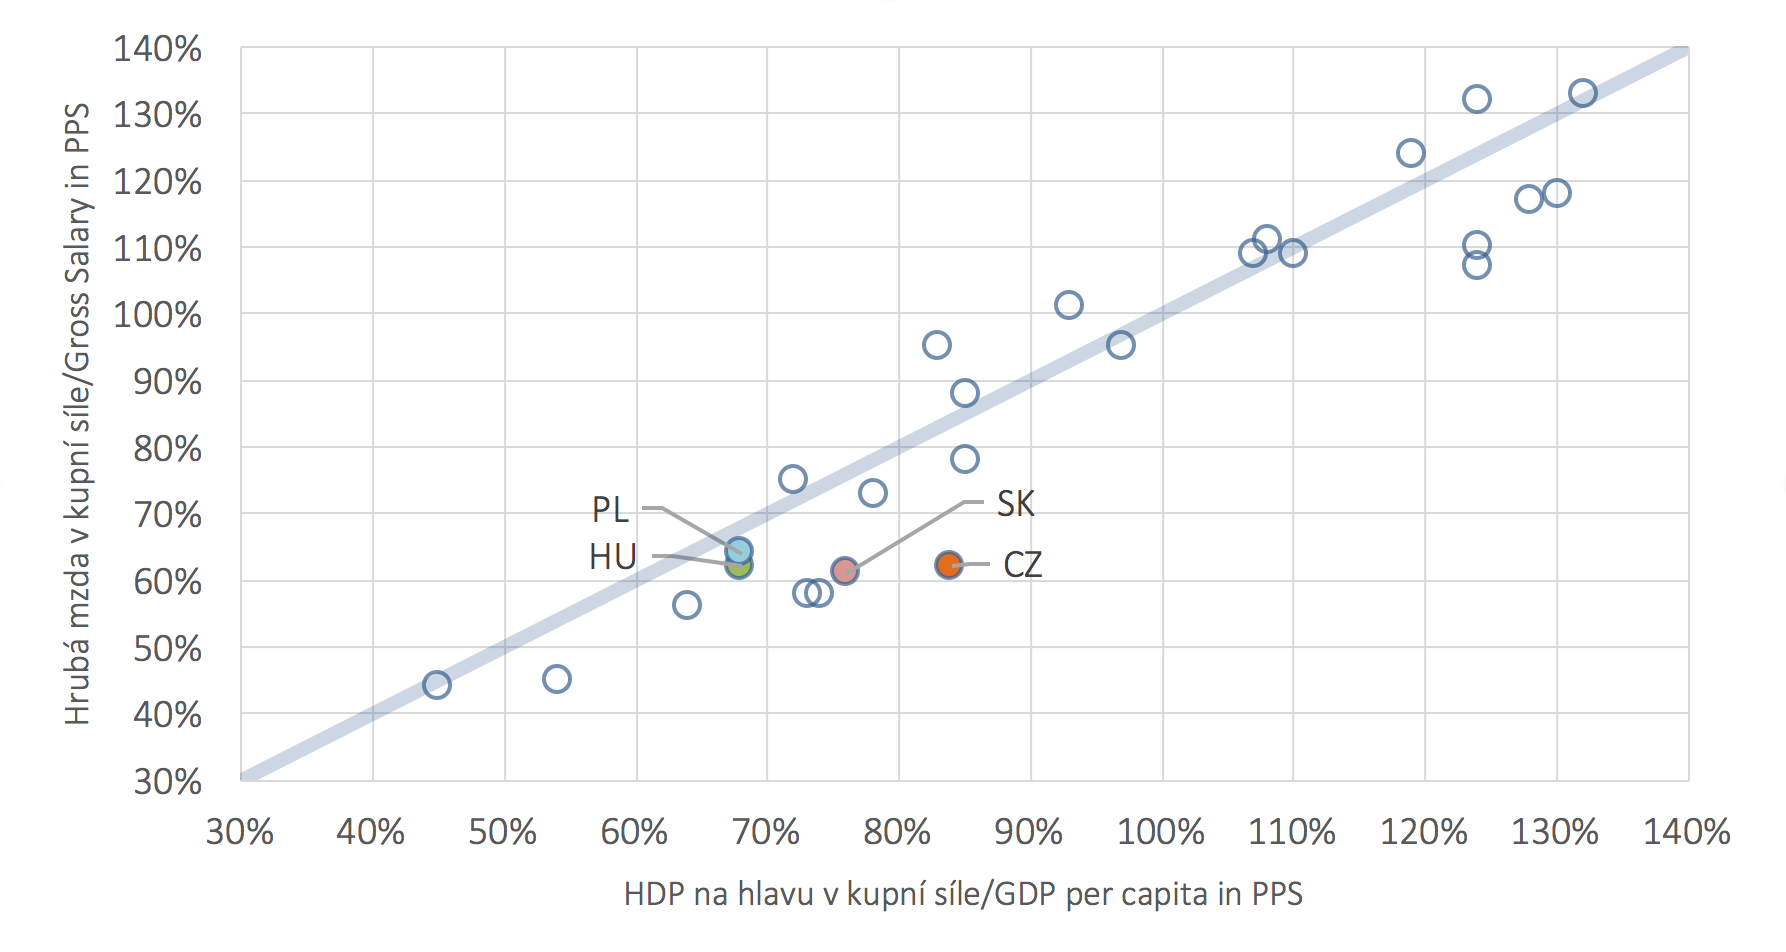 140%
130%
120%
110%
100%
90%
80%
70%
60%
50%
40%
30%
Hrubá mzda v kupní síle/Gross Salary in PPS
PL
HU
SK
CZ
30% 40% 50% 60% 70% 80% 90% 100% 110% 120% 130% 140%
HDP na hlavu v kupní síle/GDP per capita in PPS